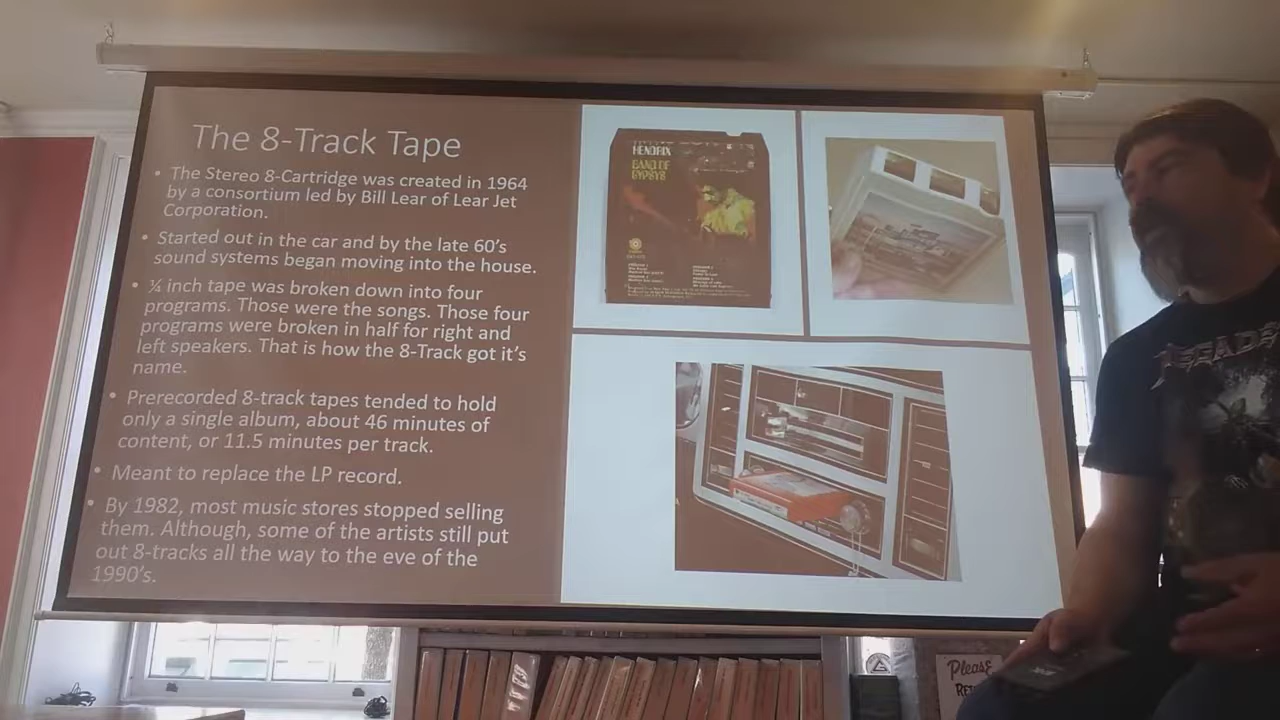 The 8-Track Tape
• The Stereo 8-Cartridge was created in 1964
by a consortium led by Bill Lear of Lear Jet
Corporation.
• Started out in the car and by the late 60's
sound systems began moving into the house.
• ¼ inch tape was broken down into four
programs. Those were the songs. Those four
programs were broken in half for right and
left speakers. That is how the 8-Track got it's
name.
• Prerecorded 8-track tapes tended to hold
only a single album, about 46 minutes of
content, or 11.5 minutes per track.
• Meant to replace the LP record.
• By 1982, most music stores stopped selling
them. Although, some of the artists still put
out 8-tracks all the way to the eve of the
1990's.
HENDRIX
BAND OF
GYPSYS
Please